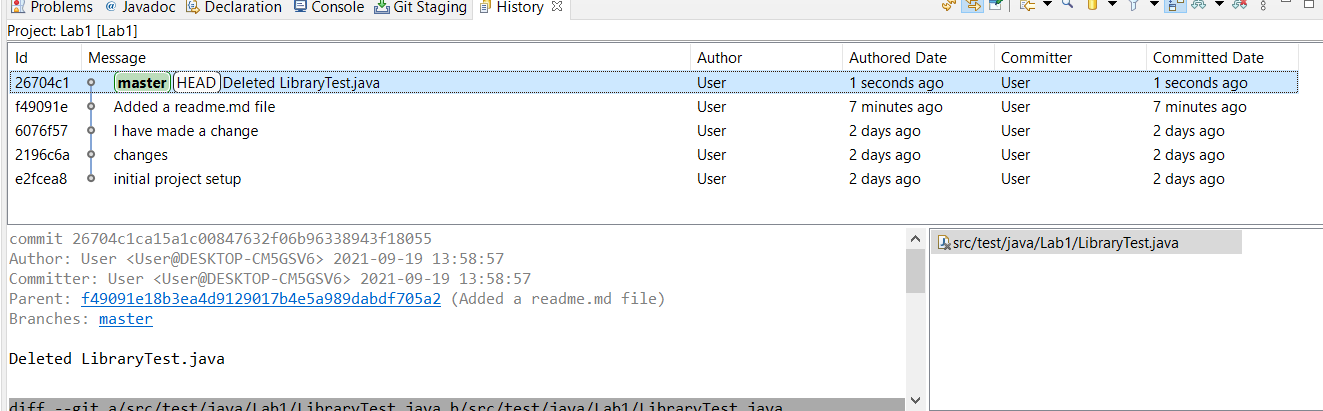 Problems @ Javadoc Declaration Console Git Staging History
Project: Lab1 [Lab1]
Id Message Author Authored Date Committer Committed Date
26704c1 master HEAD Deleted LibraryTest.java User 1 seconds ago User 1 seconds ago
f49091e Added a readme.md file User 7 minutes ago User 7 minutes ago
6076f57 I have made a change User 2 days ago User 2 days ago
2196c6a changes User 2 days ago User 2 days ago
e2fcea8 initial project setup User 2 days ago User 2 days ago
commit 26704c1ca15a1c00847632f06b96338943f18055
Author: User <User@DESKTOP-CM5GSV6> 2021-09-19 13:58:57
Committer: User <User@DESKTOP-CM5GSV6> 2021-09-19 13:58:57
Parent: f49091e18b3ea4d9129017b4e5a989dabdf705a2 (Added a readme.md file)
Branches: master
Deleted LibraryTest.java
diff --git a/src/test/java/Lab1/LibraryTest.java b/src/test/java/Lab1/LibraryTest.java
src/test/java/Lab1/LibraryTest.java